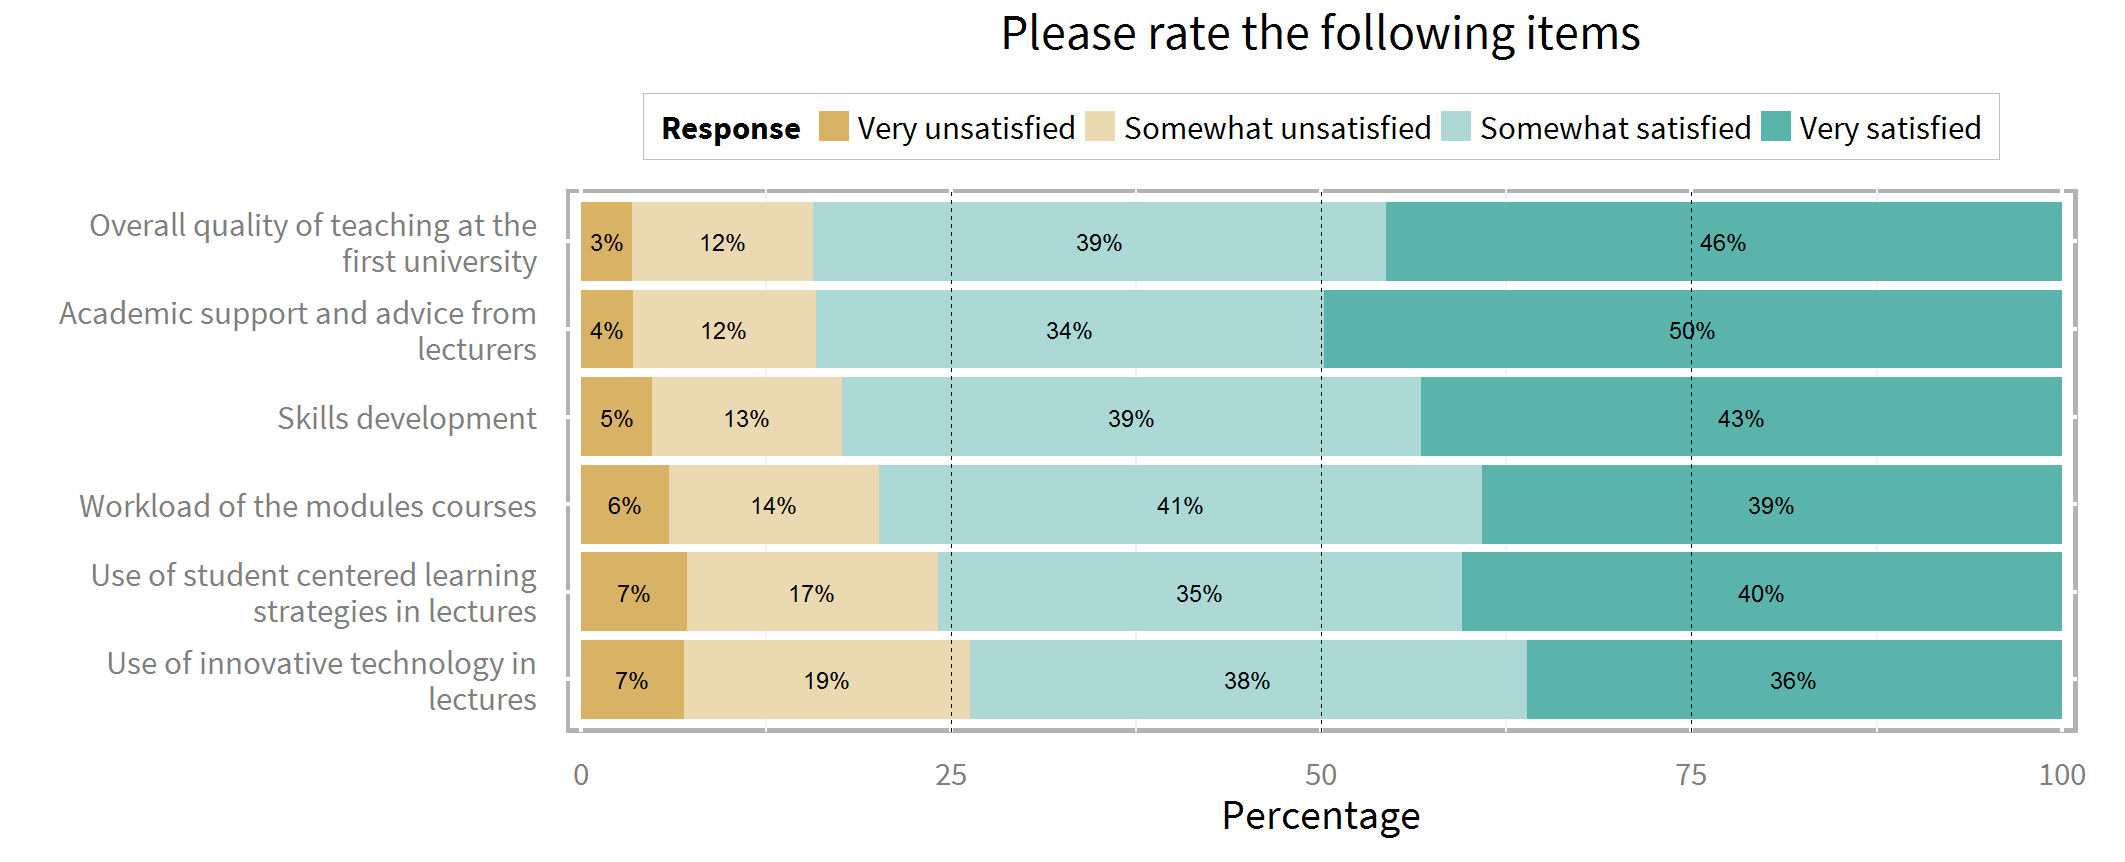 Please rate the following items
Response Very unsatisfied Somewhat unsatisfied Somewhat satisfied Very satisfied
Overall quality of teaching at the
first university
3% 12% 39% 46%
Academic support and advice from
lecturers
4% 12% 34% 50%
Skills development
5% 13% 39% 43%
Workload of the modules courses
6% 14% 41% 39%
Use of student centered learning
strategies in lectures
7% 17% 35% 40%
Use of innovative technology in
lectures
7% 19% 38% 36%
0 25 50 75 100
Percentage